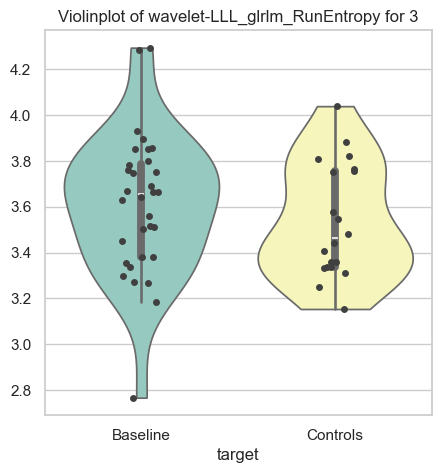 Violinplot of wavelet-LLL_glrlm_RunEntropy for 3
4.2
4.0
3.8
3.6
3.4
3.2
3.0
2.8
Baseline
Controls
target